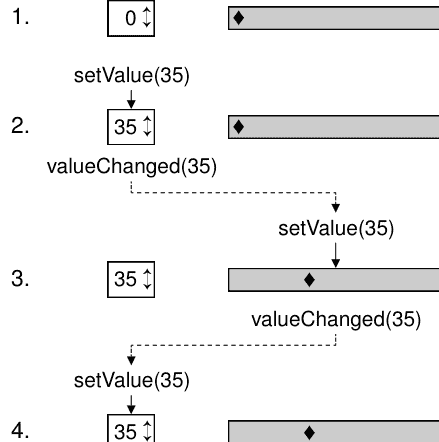 1. 0
setValue(35)
2. 35
valueChanged(35)
setValue(35)
3. 35
valueChanged(35)
setValue(35)
4. 35